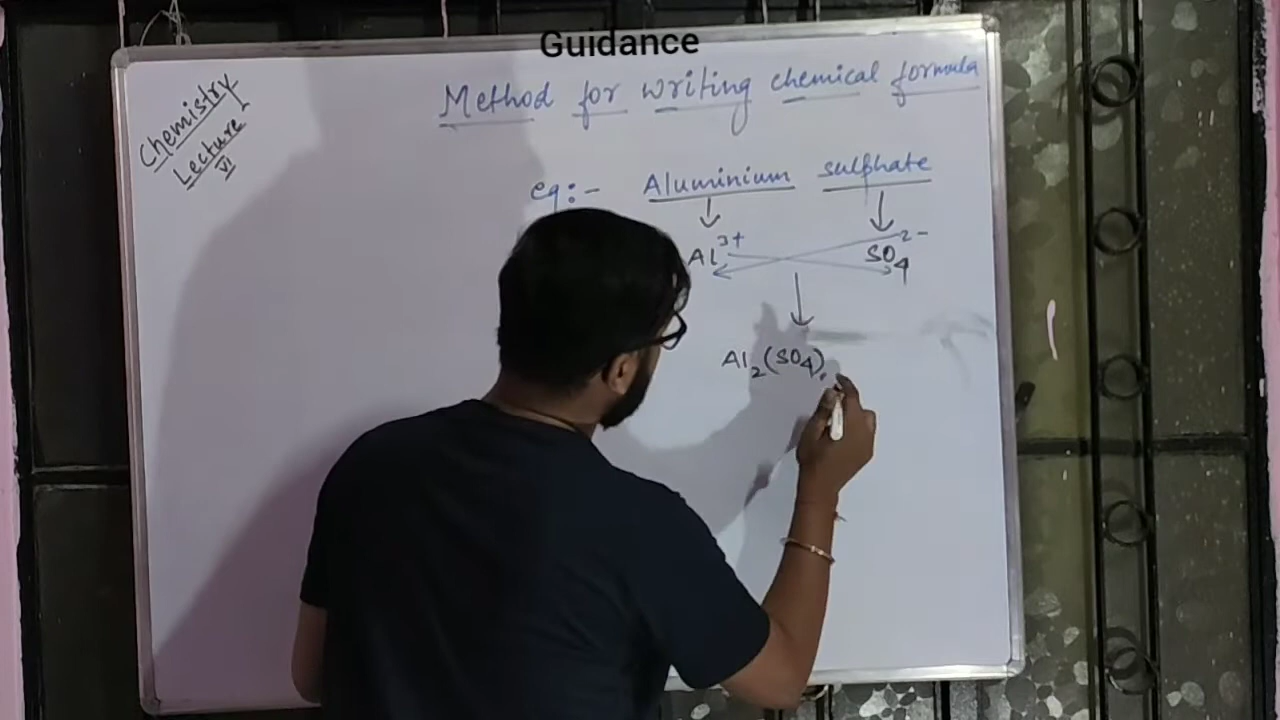 Guidance
Chemistry
Lecture
VI
Method for writing chemical formula
eg:- Aluminium sulphate
Al³⁺ SO₄²⁻
Al₂(SO₄)